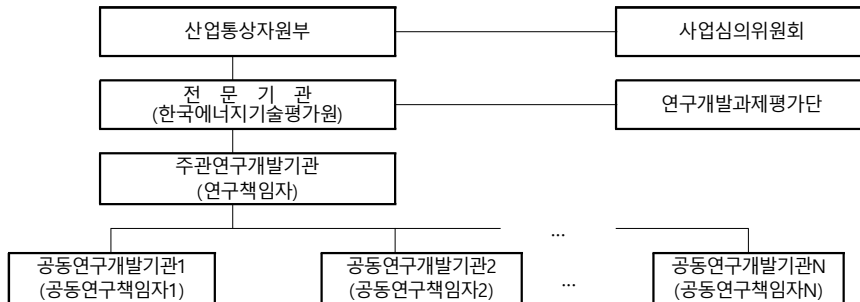 산업통상자원부
사업심의위원회
전 문 기 관
(한국에너지기술평가원)
연구개발과제평가단
주관연구개발기관
(연구책임자)
...
공동연구개발기관1
(공동연구책임자1)
공동연구개발기관2
(공동연구책임자2)
...
공동연구개발기관N
(공동연구책임자N)